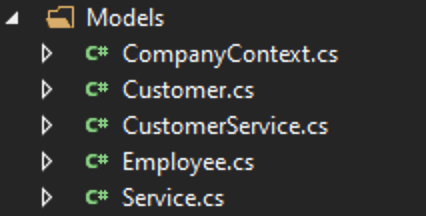 Models
C# CompanyContext.cs
C# Customer.cs
C# CustomerService.cs
C# Employee.cs
C# Service.cs